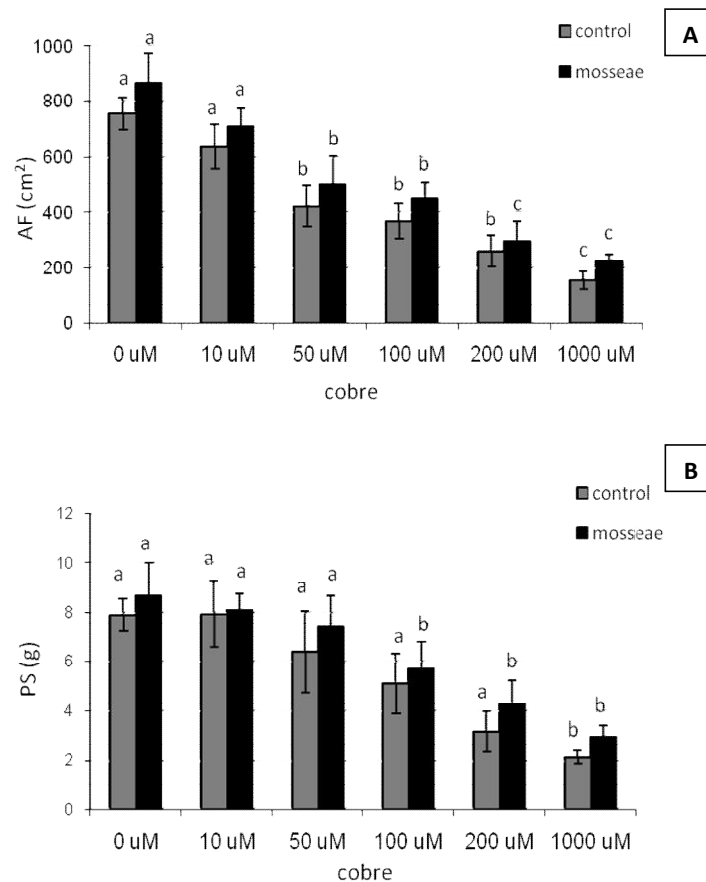 control
mosseae
A
1000
800
600
400
200
0
AF (cm²)
a a a a b b b b b c c c
0 uM 10 uM 50 uM 100 uM 200 uM 1000 uM
cobre
B
control
mosseae
12
10
8
6
4
2
0
PS (g)
a a a a a a a b a b b b
0 uM 10 uM 50 uM 100 uM 200 uM 1000 uM
cobre